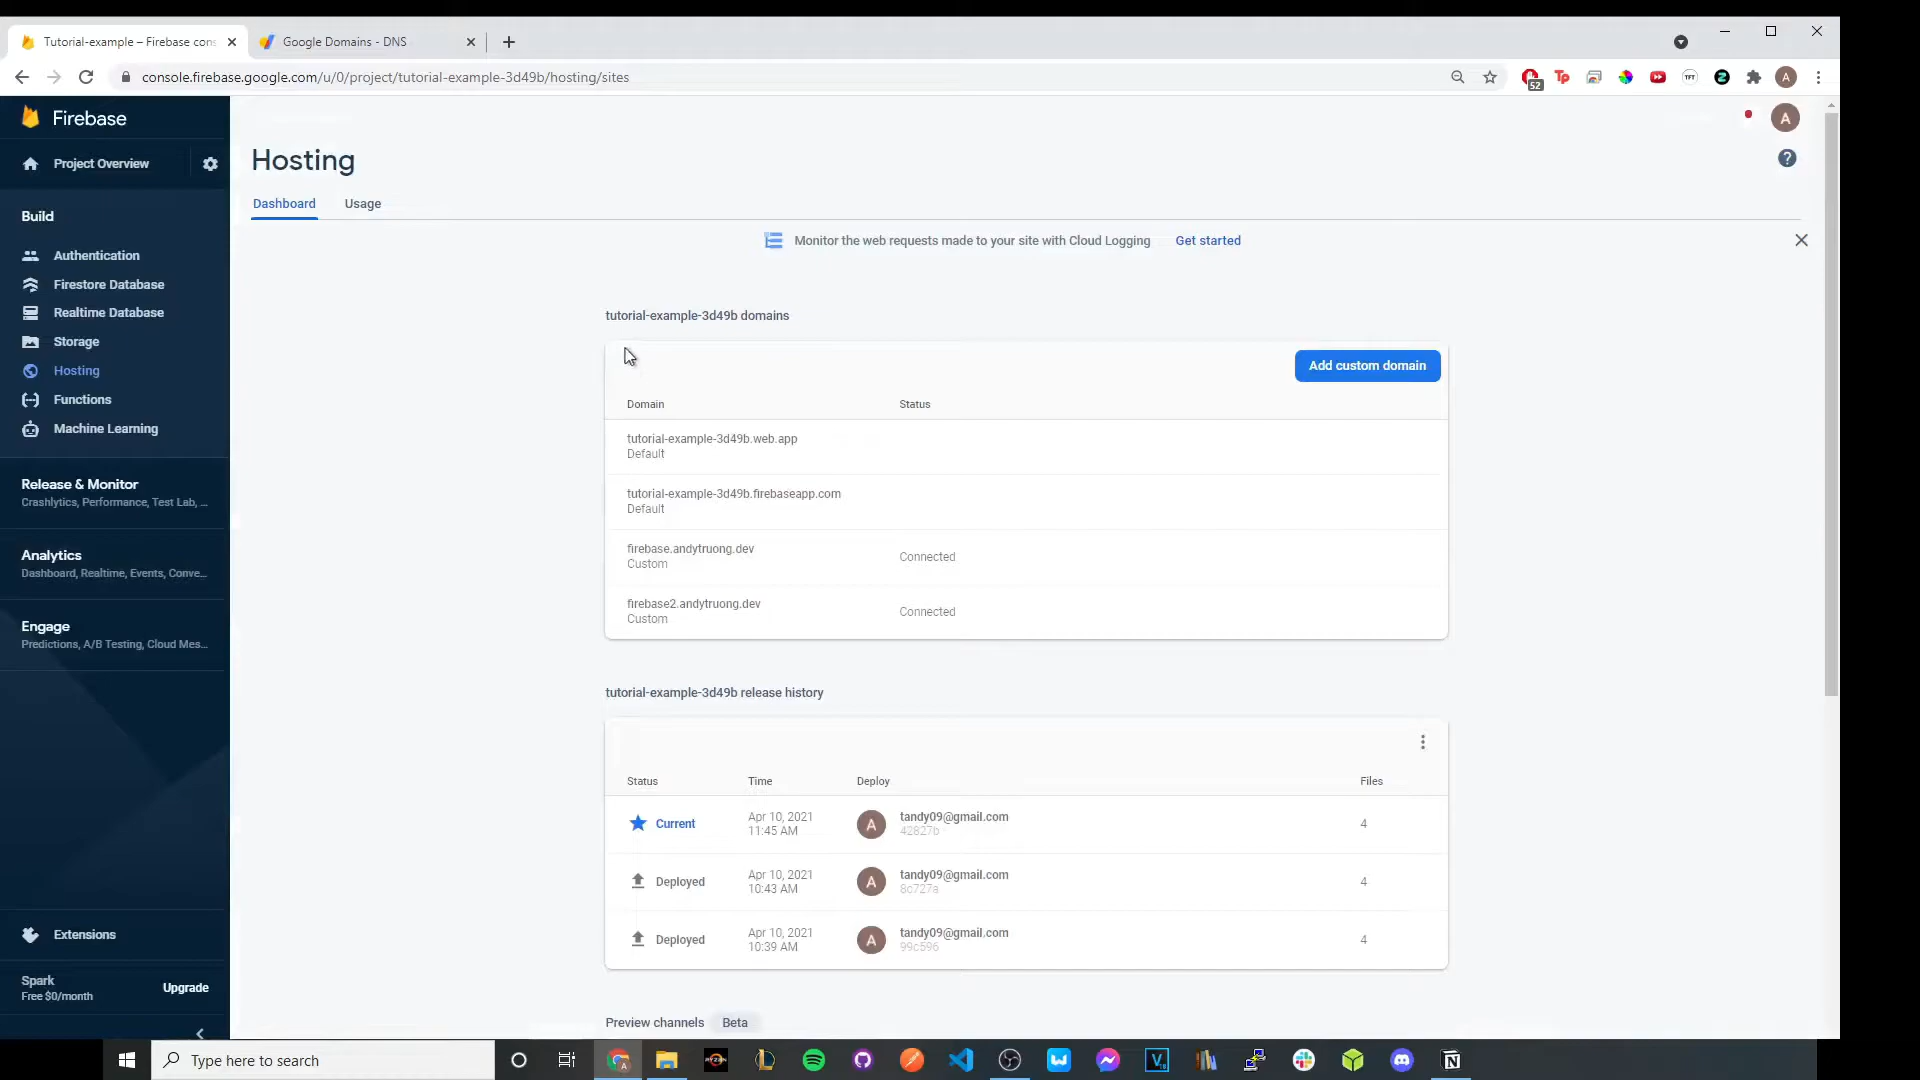 Tutorial-example – Firebase cons
Google Domains - DNS
console.firebase.google.com/u/0/project/tutorial-example-3d49b/hosting/sites
52
Tp
TFT
A
Firebase
Project Overview
Build
Authentication
Firestore Database
Realtime Database
Storage
Hosting
Functions
Machine Learning
Release & Monitor
Crashlytics, Performance, Test Lab, ...
Analytics
Dashboard, Realtime, Events, Conve...
Engage
Predictions, A/B Testing, Cloud Mes...
Extensions
Spark
Free $0/month
Upgrade
A
Hosting
Dashboard
Usage
Monitor the web requests made to your site with Cloud Logging
Get started
tutorial-example-3d49b domains
Add custom domain
Domain
Status
tutorial-example-3d49b.web.app
Default
tutorial-example-3d49b.firebaseapp.com
Default
firebase.andytruong.dev
Custom
Connected
firebase2.andytruong.dev
Custom
Connected
tutorial-example-3d49b release history
Status
Time
Deploy
Files
Current
Apr 10, 2021
11:45 AM
A
tandy09@gmail.com
42827b
4
Deployed
Apr 10, 2021
10:43 AM
A
tandy09@gmail.com
8c727a
4
Deployed
Apr 10, 2021
10:39 AM
A
tandy09@gmail.com
99c596
4
Preview channels
Beta
Type here to search